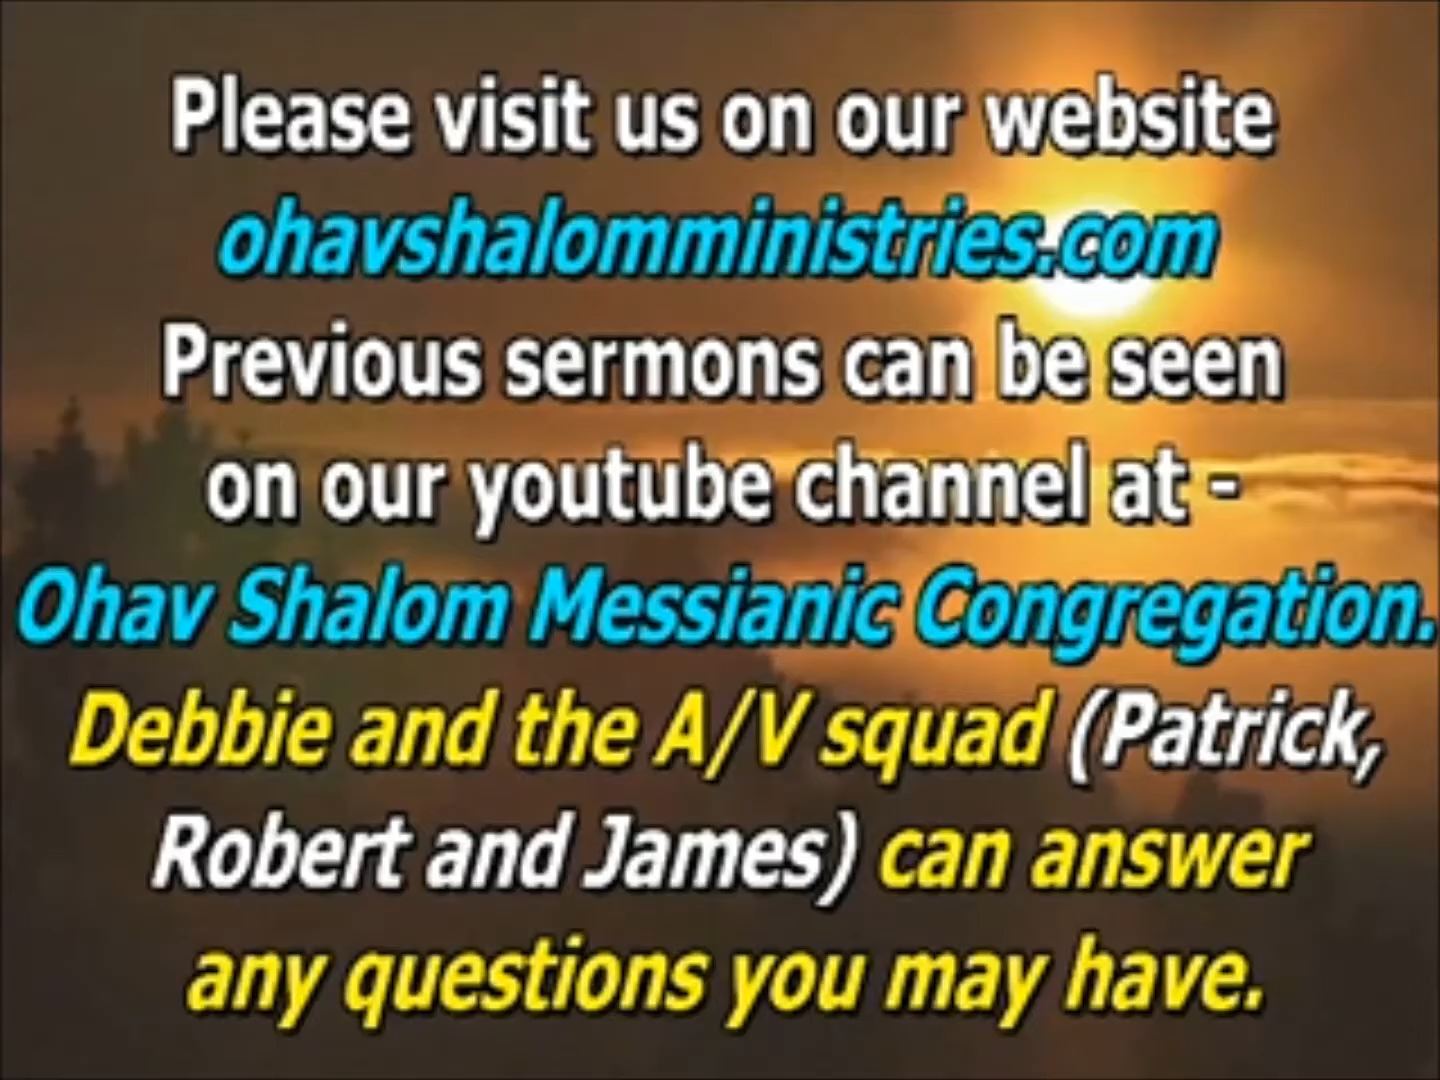 Please visit us on our website
ohavshalomministries.com
Previous sermons can be seen
on our youtube channel at -
Ohav Shalom Messianic Congregation.
Debbie and the A/V squad (Patrick,
Robert and James) can answer
any questions you may have.